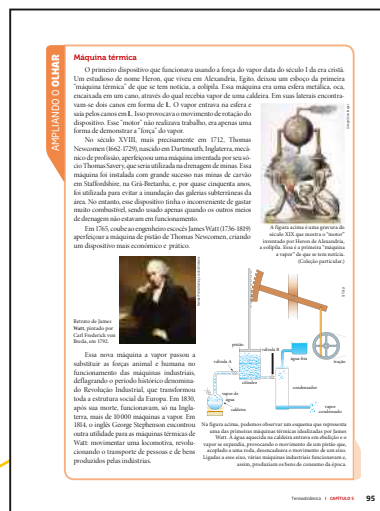 AMPLIANDO O OLHAR
Máquina térmica
O primeiro dispositivo que funcionava usando a força do vapor data do século I da era cristã.
Um estudioso de nome Heron, que viveu em Alexandria, Egito, deixou um esboço da primeira
"máquina térmica" de que se tem notícia, a eolípila. Essa máquina era uma esfera metálica, oca,
encaixada em um cano, através do qual recebia vapor de uma caldeira. Em suas laterais encontra-
vam-se dois canos em forma de L. O vapor entrava na esfera e
saía pelos canos em L. Isso provocava o movimento de rotação do
dispositivo. Esse "motor" não realizava trabalho, era apenas uma
forma de demonstrar a "força" do vapor.
No século XVIII, mais precisamente em 1712, Thomas
Newcomen (1662-1729), nascido em Dartmouth, Inglaterra, mecâ-
nico de profissão, aperfeiçoou uma máquina inventada por seu só-
cio Thomas Savery, que seria utilizada na drenagem de minas. Essa
máquina foi instalada com grande sucesso nas minas de carvão
em Staffordshire, na Grã-Bretanha, e, por quase cinquenta anos,
foi utilizada para evitar a inundação das galerias subterrâneas da
área. No entanto, esse dispositivo tinha o inconveniente de gastar
muito combustível, sendo usado apenas quando os outros meios
de drenagem não estavam em funcionamento.
Em 1765, coube ao engenheiro escocês James Watt (1736-1819)
aperfeiçoar a máquina de pistão de Thomas Newcomen, criando
um dispositivo mais econômico e prático.
A figura acima é uma gravura do
século XIX que mostra o "motor"
inventado por Heron de Alexandria,
a eolípila. Essa é a primeira "máquina
a vapor" de que se tem notícia.
(Coleção particular.)
Retrato de James
Watt, pintado por
Carl Frederick von
Breda, em 1792.
Essa nova máquina a vapor passou a
substituir as forças animal e humana no
funcionamento das máquinas industriais,
deflagrando o período histórico denomina-
do Revolução Industrial, que transformou
toda a estrutura social da Europa. Em 1830,
após sua morte, funcionavam, só na Ingla-
terra, mais de 10 000 máquinas a vapor. Em
1814, o inglês George Stephenson encontrou
outra utilidade para as máquinas térmicas de
Watt: movimentar uma locomotiva, revolu-
cionando o transporte de pessoas e de bens
produzidos pelas indústrias.
pistão
válvula A
válvula B
água fria
tração
cilindro
condensador
vapor de
água
caldeira
vapor
condensado
Na figura acima, podemos observar um esquema que representa
uma das primeiras máquinas térmicas idealizadas por James
Watt. A água aquecida na caldeira entrava em ebulição e o
vapor se expandia, provocando o movimento de um pistão que,
acoplado a uma roda, desencadeava o movimento de um eixo.
Ligadas a esse eixo, várias máquinas industriais funcionavam e,
assim, produziam os bens de consumo da época.
Termodinâmica | CAPÍTULO 5 95